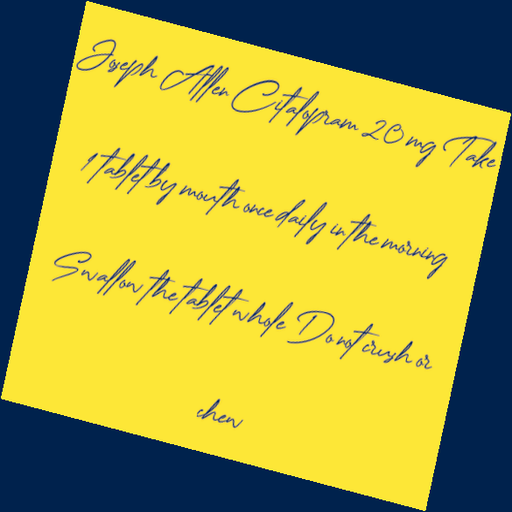 Joseph Allen Citalopram 20 mg Take
1 tablet by mouth once daily in the morning
Swallow the tablet whole Do not crush or
chew